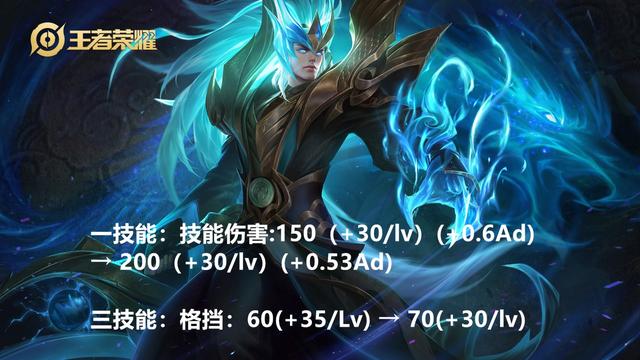 王者荣耀
一技能：技能伤害:150（+30/lv）(+0.6Ad)
→ 200（+30/lv）(+0.53Ad)
三技能：格挡：60(+35/Lv) → 70(+30/lv)